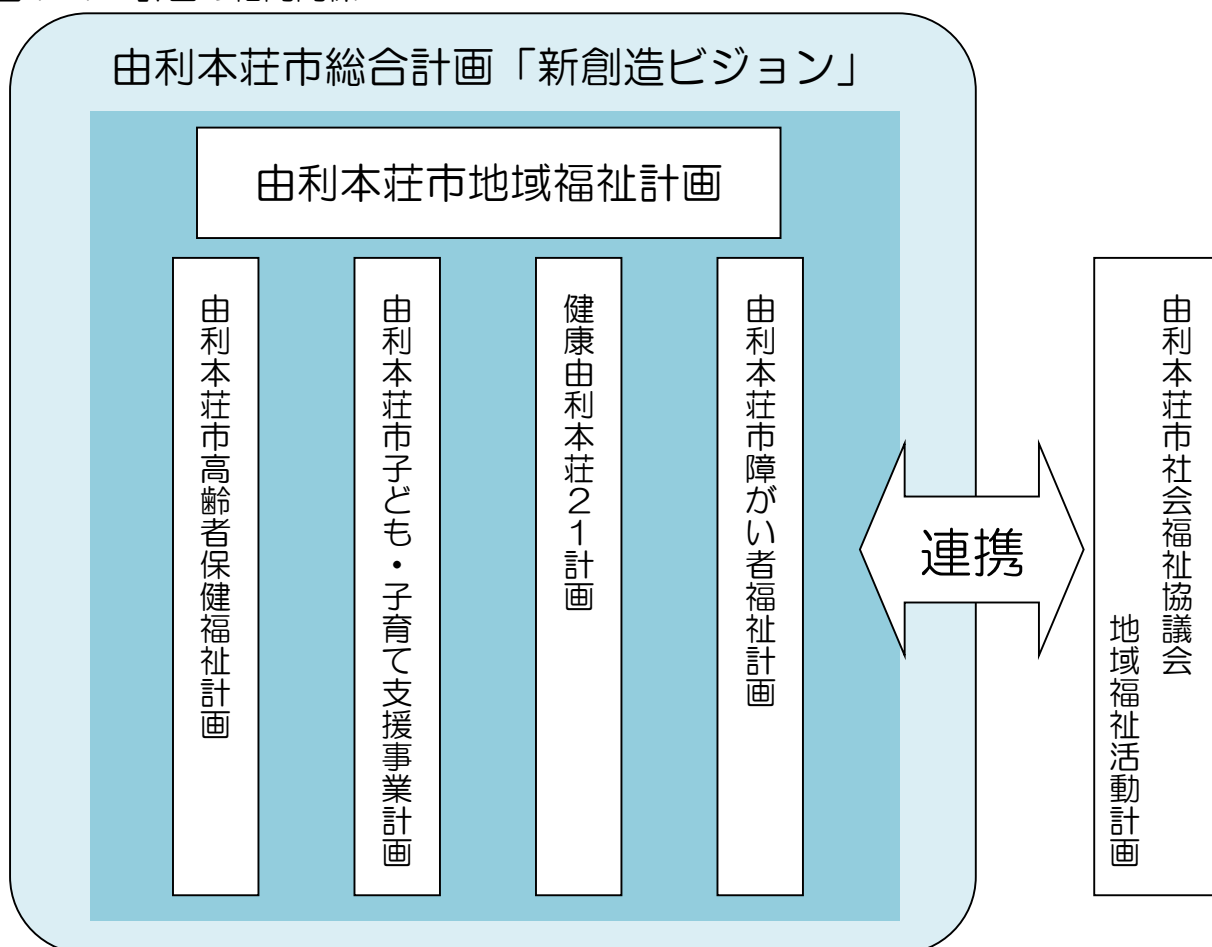 由利本荘市総合計画「新創造ビジョン」
由利本荘市地域福祉計画
由利本荘市高齢者保健福祉計画
由利本荘市子ども・子育て支援事業計画
健康由利本荘２１計画
由利本荘市障がい者福祉計画
連携
由利本荘市社会福祉協議会
地域福祉活動計画